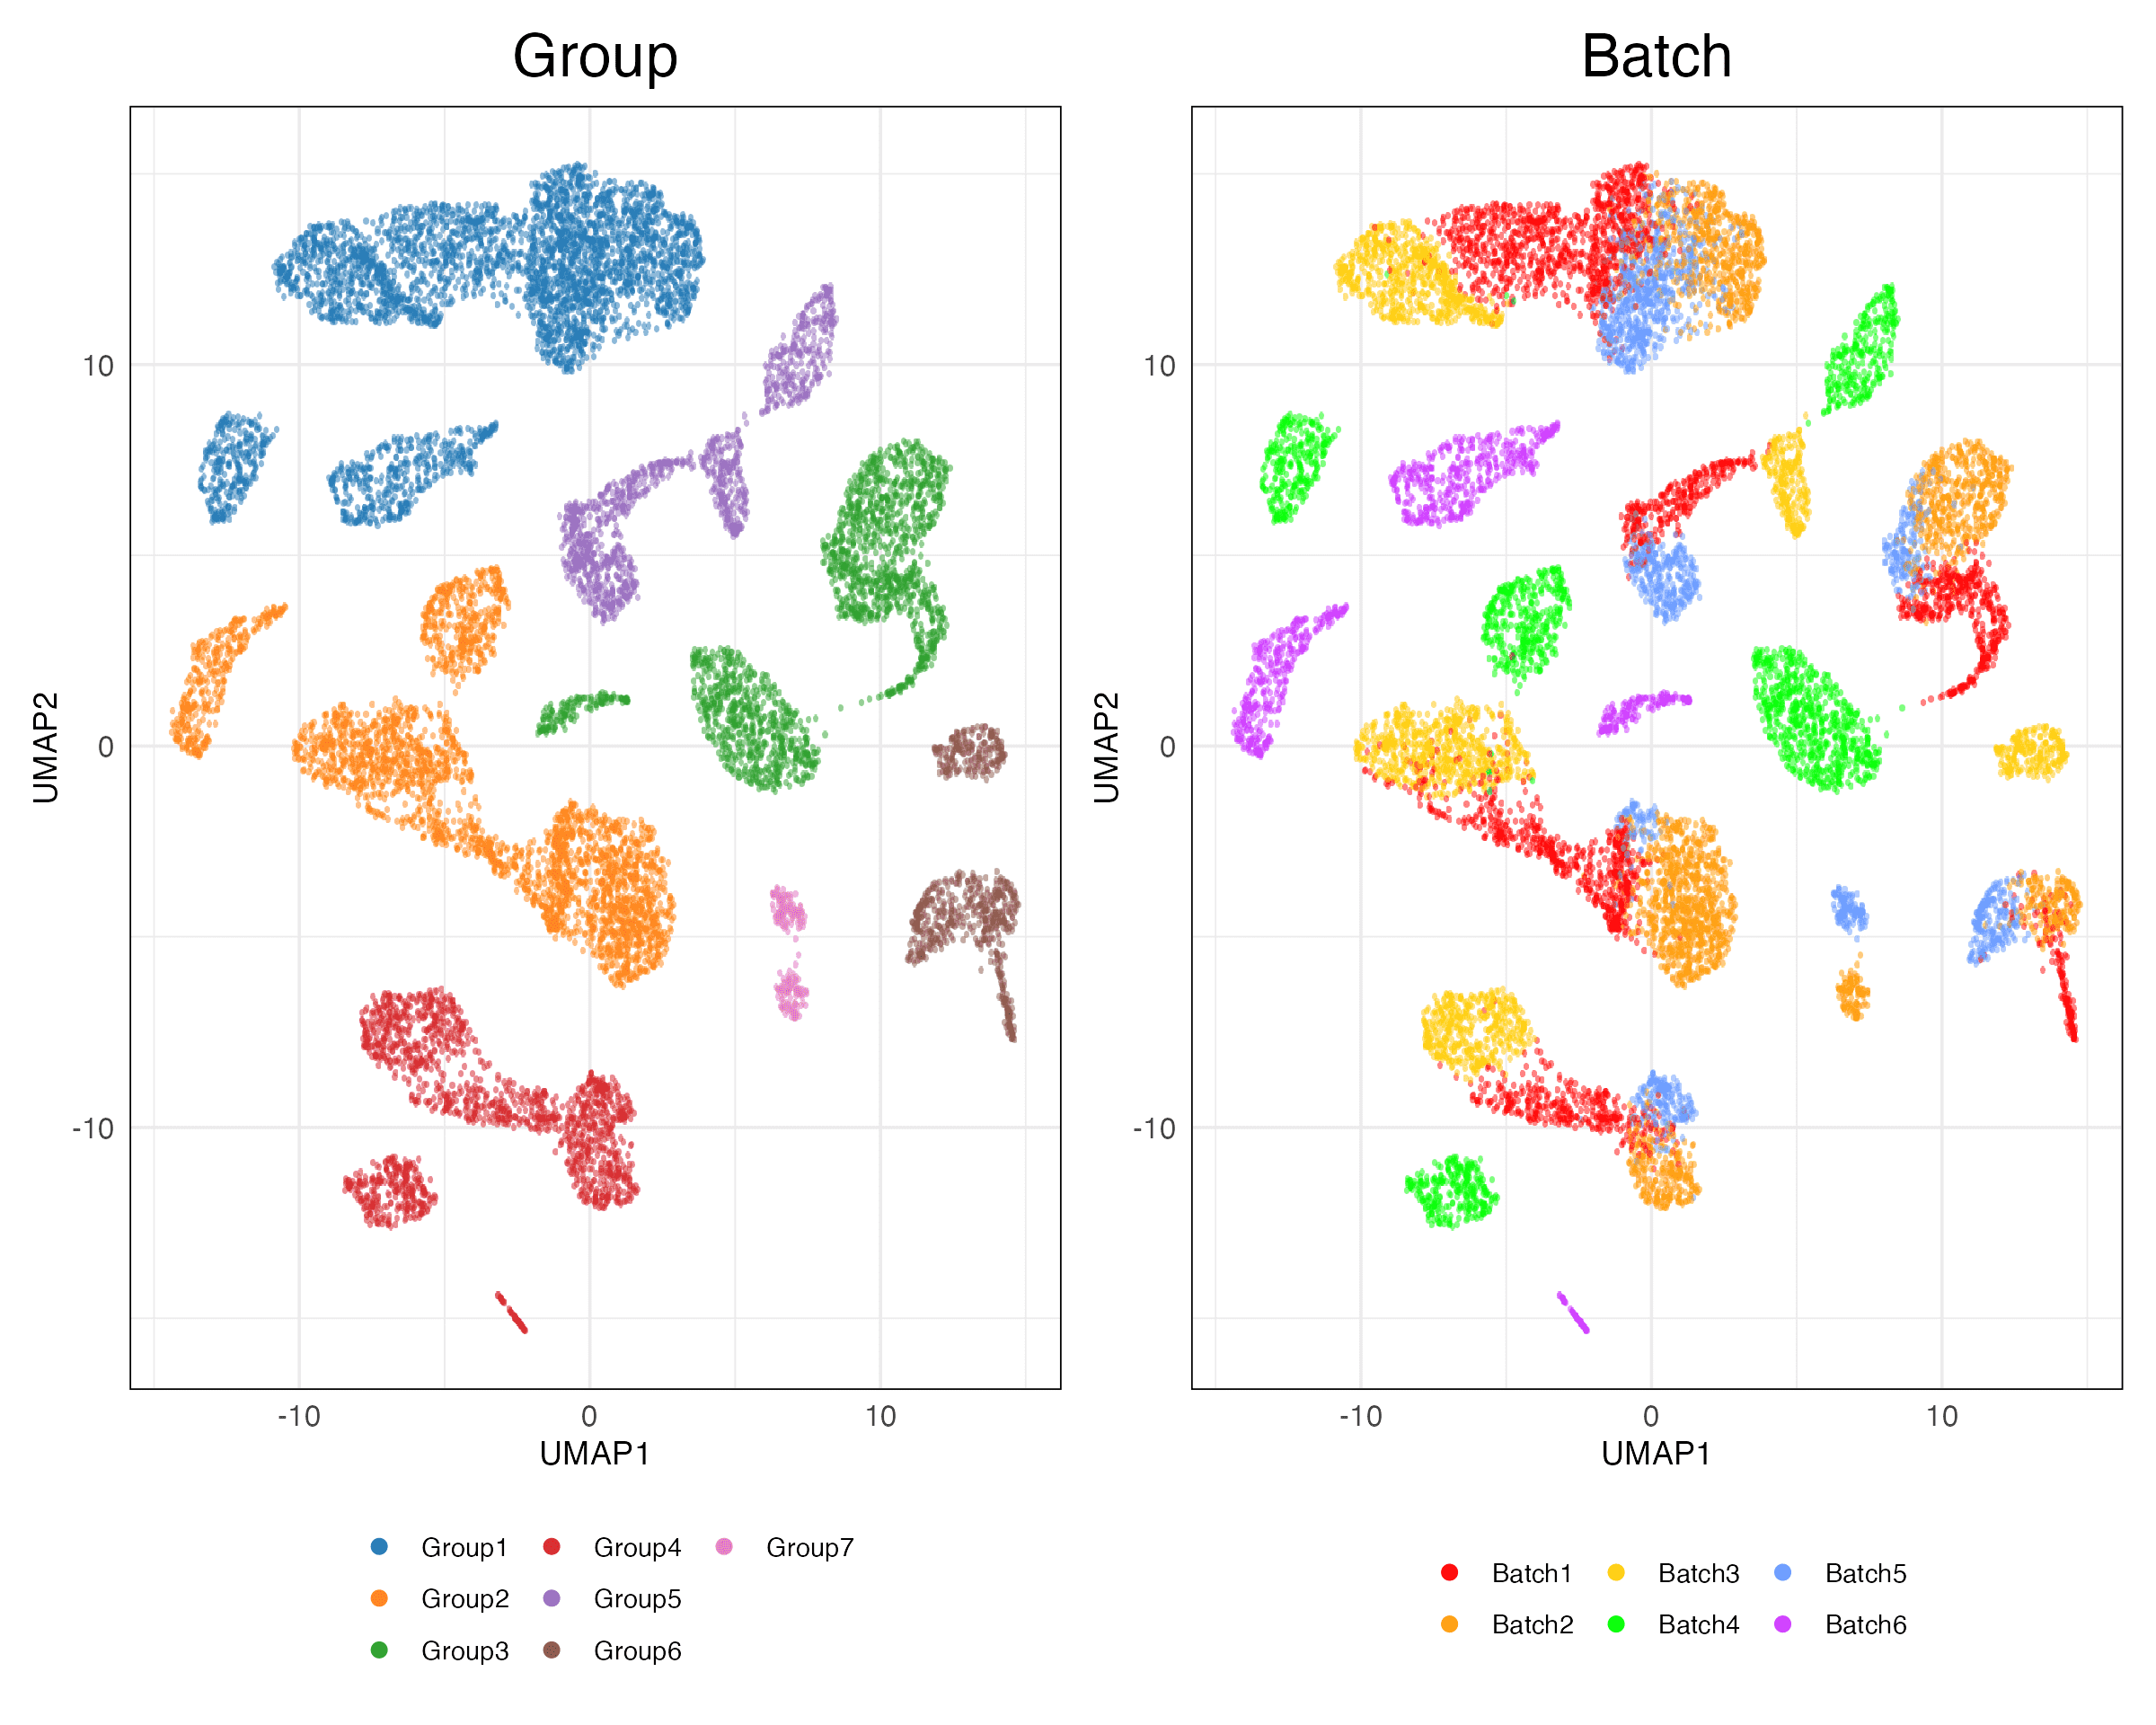 Group
Batch
UMAP2
10
0
-10
-10
0
10
UMAP1
UMAP2
10
0
-10
-10
0
10
UMAP1
Group1 Group4 Group7
Group2 Group5
Group3 Group6
Batch1 Batch3 Batch5
Batch2 Batch4 Batch6